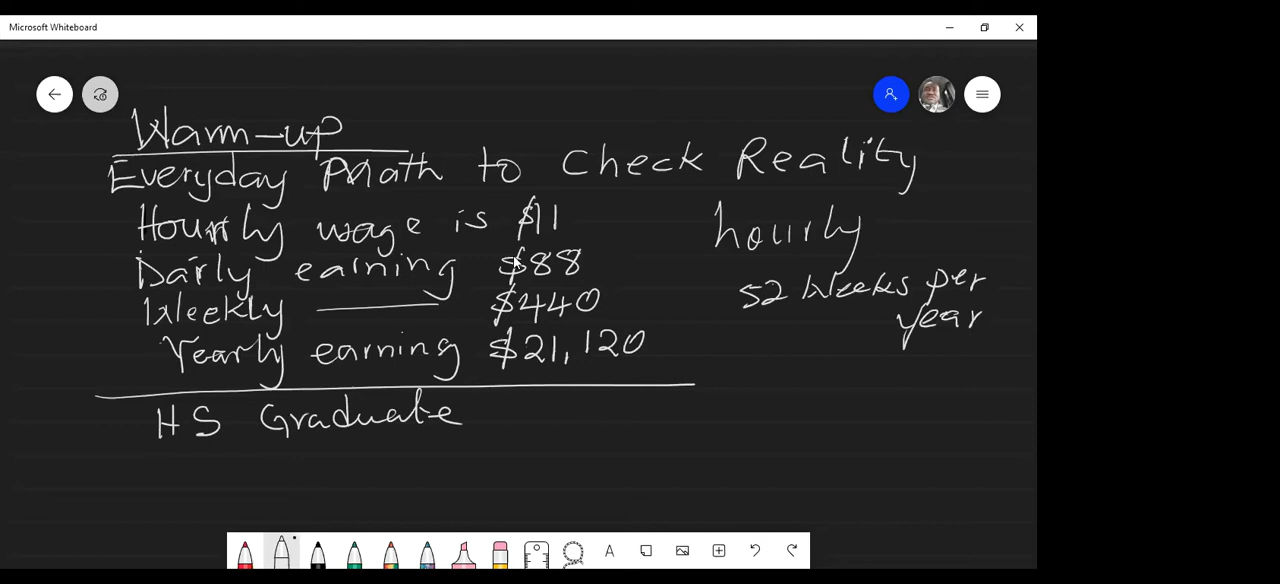 Microsoft Whiteboard
Warm-up
Everyday Math to Check Reality
Hourly wage is $11
Daily earning $88
Weekly $440
Yearly earning $21,120
HS Graduate
hourly
52 Weeks per
year
A